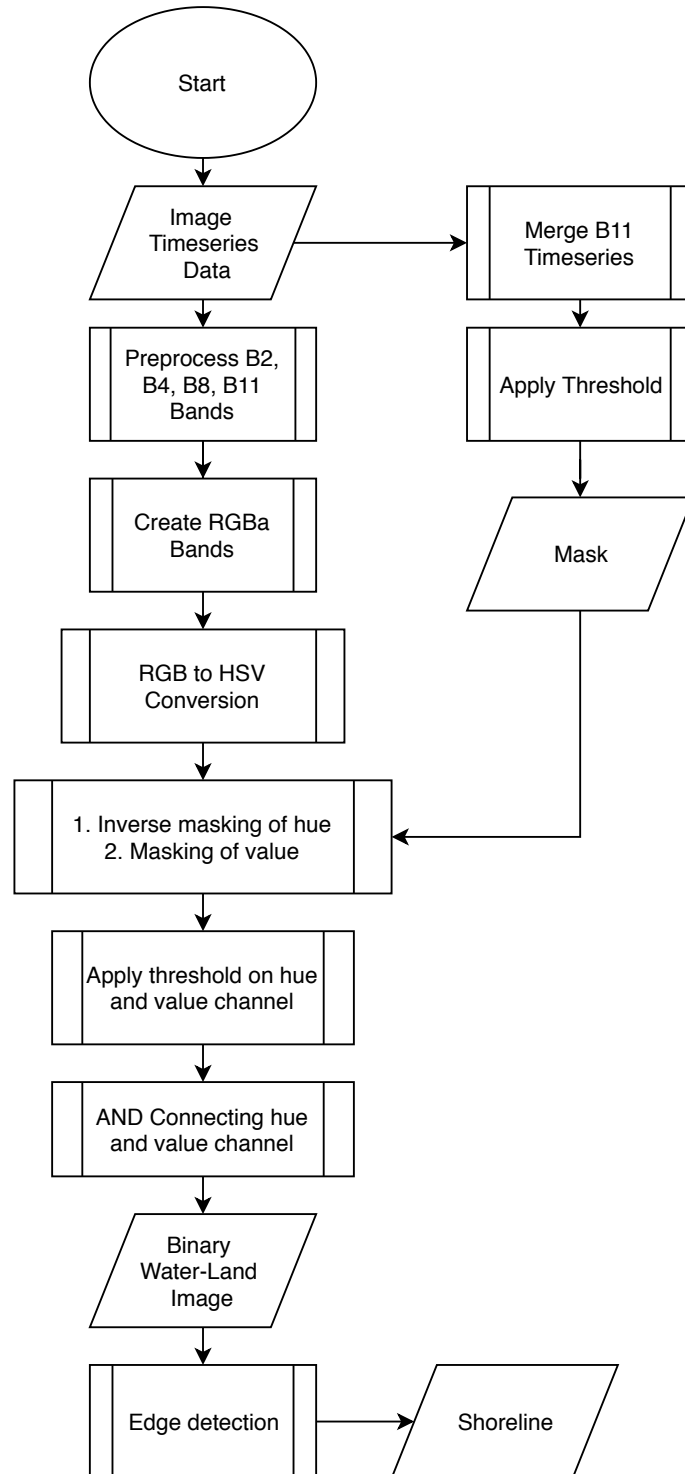 Start
Image
Timeseries
Data
Merge B11
Timeseries
Preprocess B2,
B4, B8, B11
Bands
Apply Threshold
Create RGBa
Bands
Mask
RGB to HSV
Conversion
1. Inverse masking of hue
2. Masking of value
Apply threshold on hue
and value channel
AND Connecting hue
and value channel
Binary
Water-Land
Image
Edge detection
Shoreline